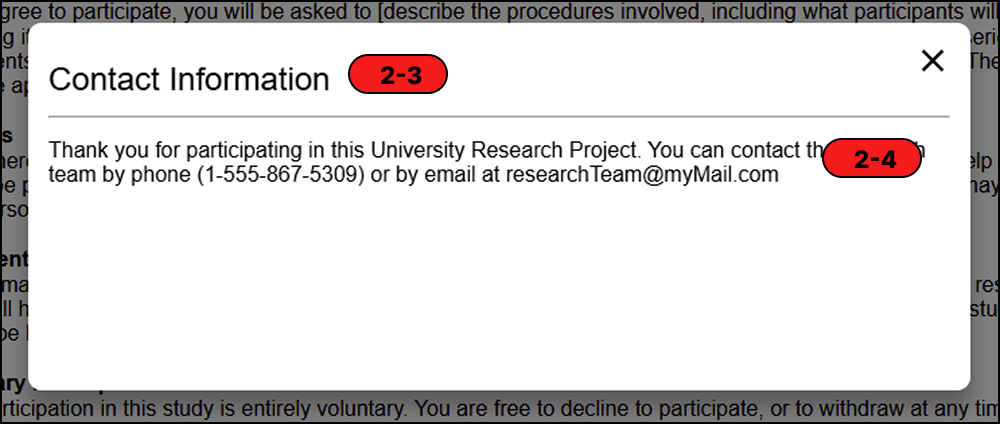 gree to participate, you will be asked to [describe the procedures involved, including what participants will
Contact Information 2-3
Thank you for participating in this University Research Project. You can contact 2-4
team by phone (1-555-867-5309) or by email at researchTeam@myMail.com
rticipation in this study is entirely voluntary. You are free to decline to participate, or to withdraw at any tim